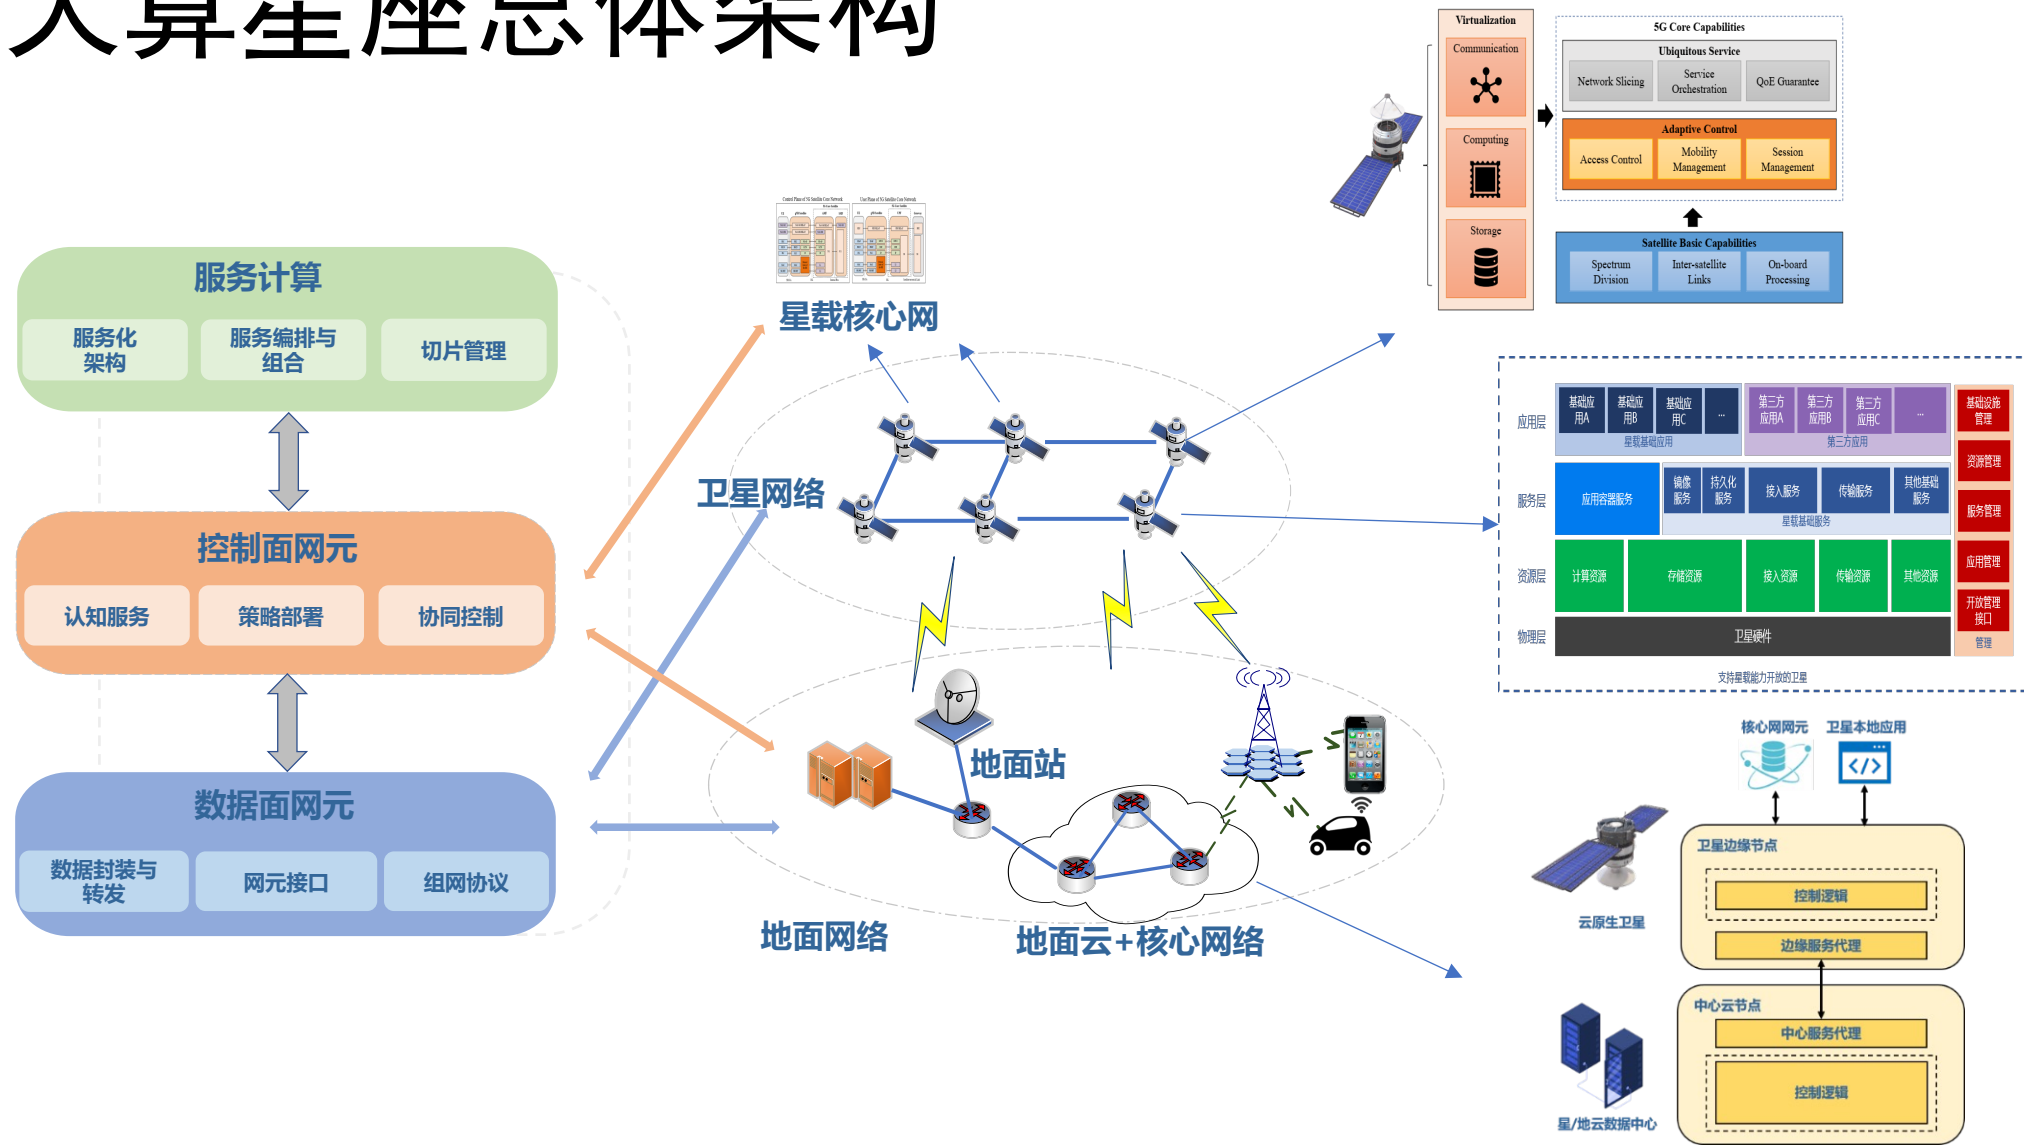 天算星座总体架构
服务计算
服务化
架构
服务编排与
组合
切片管理
控制面网元
认知服务
策略部署
协同控制
数据面网元
数据封装与
转发
网元接口
组网协议
Control Plane of 5G Satellite Core Network
User Plane of 5G Satellite Core Network
星载核心网
卫星网络
地面站
地面网络
地面云+核心网络
Virtualization
Communication
Computing
Storage
5G Core Capabilities
Ubiquitous Service
Network Slicing
Service
Orchestration
QoE Guarantee
Adaptive Control
Access Control
Mobility
Management
Session
Management
Satellite Basic Capabilities
Spectrum
Division
Inter-satellite
Links
On-board
Processing
应用层
基础应
用A
基础应
用B
基础应
用C
...
星载基础应用
第三方
应用A
第三方
应用B
第三方
应用C
...
第三方应用
服务层
应用容器服务
镜像
服务
持久化
服务
接入服务
传输服务
其他基础
服务
星载基础服务
资源层
计算资源
存储资源
接入资源
传输资源
其他资源
物理层
卫星硬件
基础设施
管理
资源管理
服务管理
应用管理
开放管理
接口
管理
支持星载能力开放的卫星
核心网网元
卫星本地应用
卫星边缘节点
控制逻辑
边缘服务代理
云原生卫星
中心云节点
中心服务代理
控制逻辑
星/地云数据中心